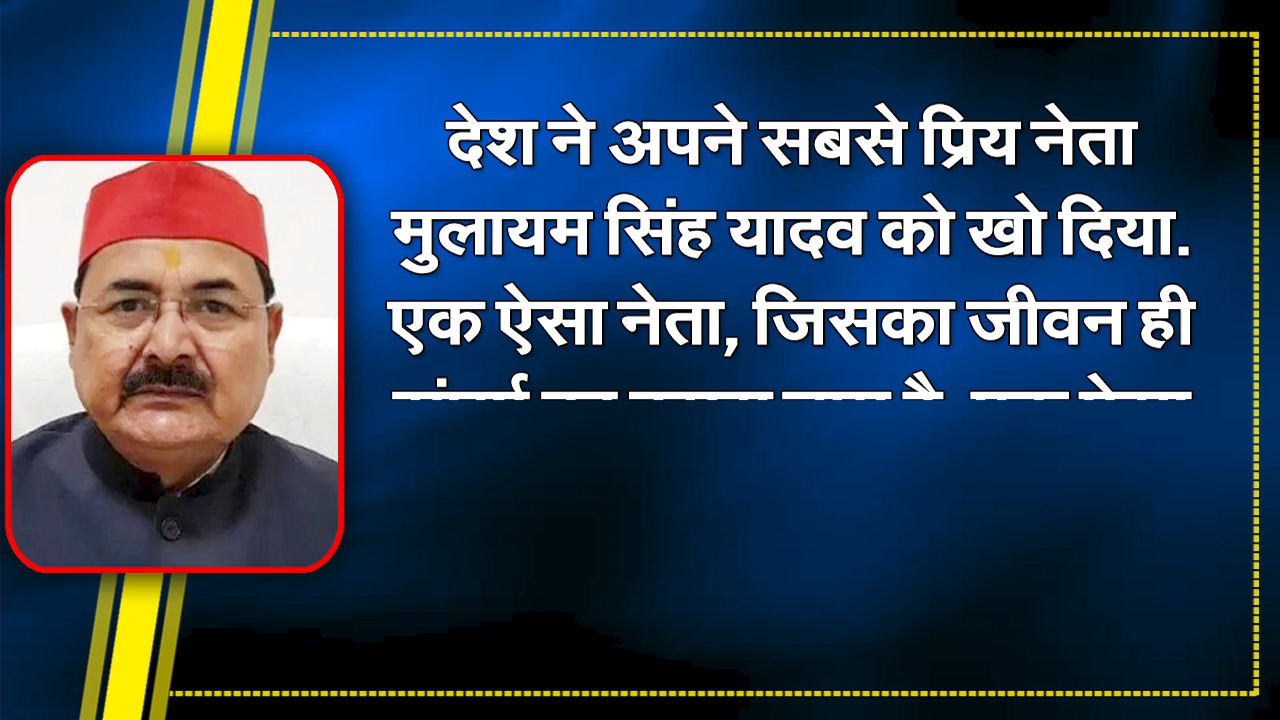 देश ने अपने सबसे प्रिय नेता
मुलायम सिंह यादव को खो दिया.
एक ऐसा नेता, जिसका जीवन ही